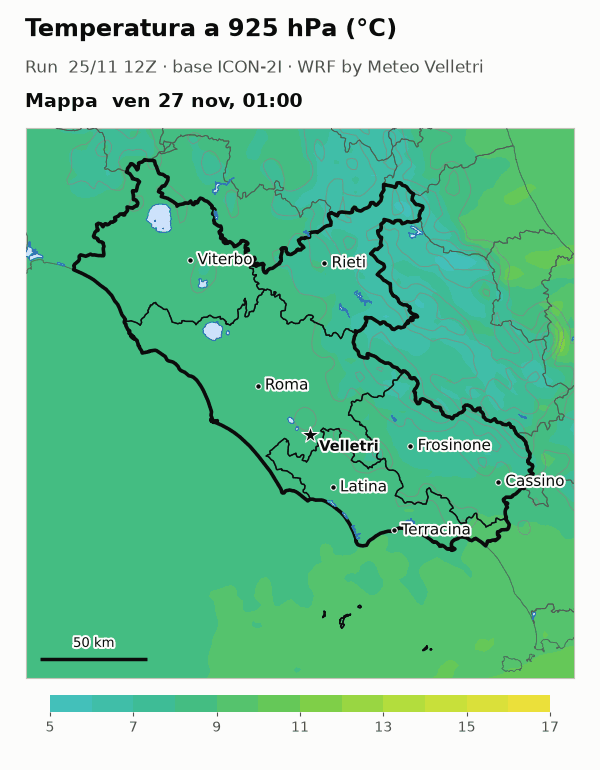 Temperatura a 925 hPa (°C)
Run  25/11 12Z · base ICON-2I · WRF by Meteo Velletri
Mappa  ven 27 nov, 01:00
Viterbo
Rieti
Roma
Velletri
Frosinone
Cassino
Latina
Terracina
50 km
5 7 9 11 13 15 17